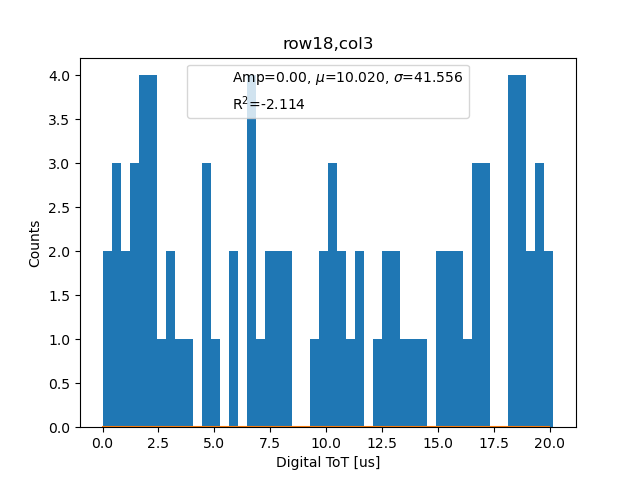 row18,col3
Amp=0.00, μ=10.020, σ=41.556
R²=-2.114
Counts
4.0
3.5
3.0
2.5
2.0
1.5
1.0
0.5
0.0
0.0 2.5 5.0 7.5 10.0 12.5 15.0 17.5 20.0
Digital ToT [us]